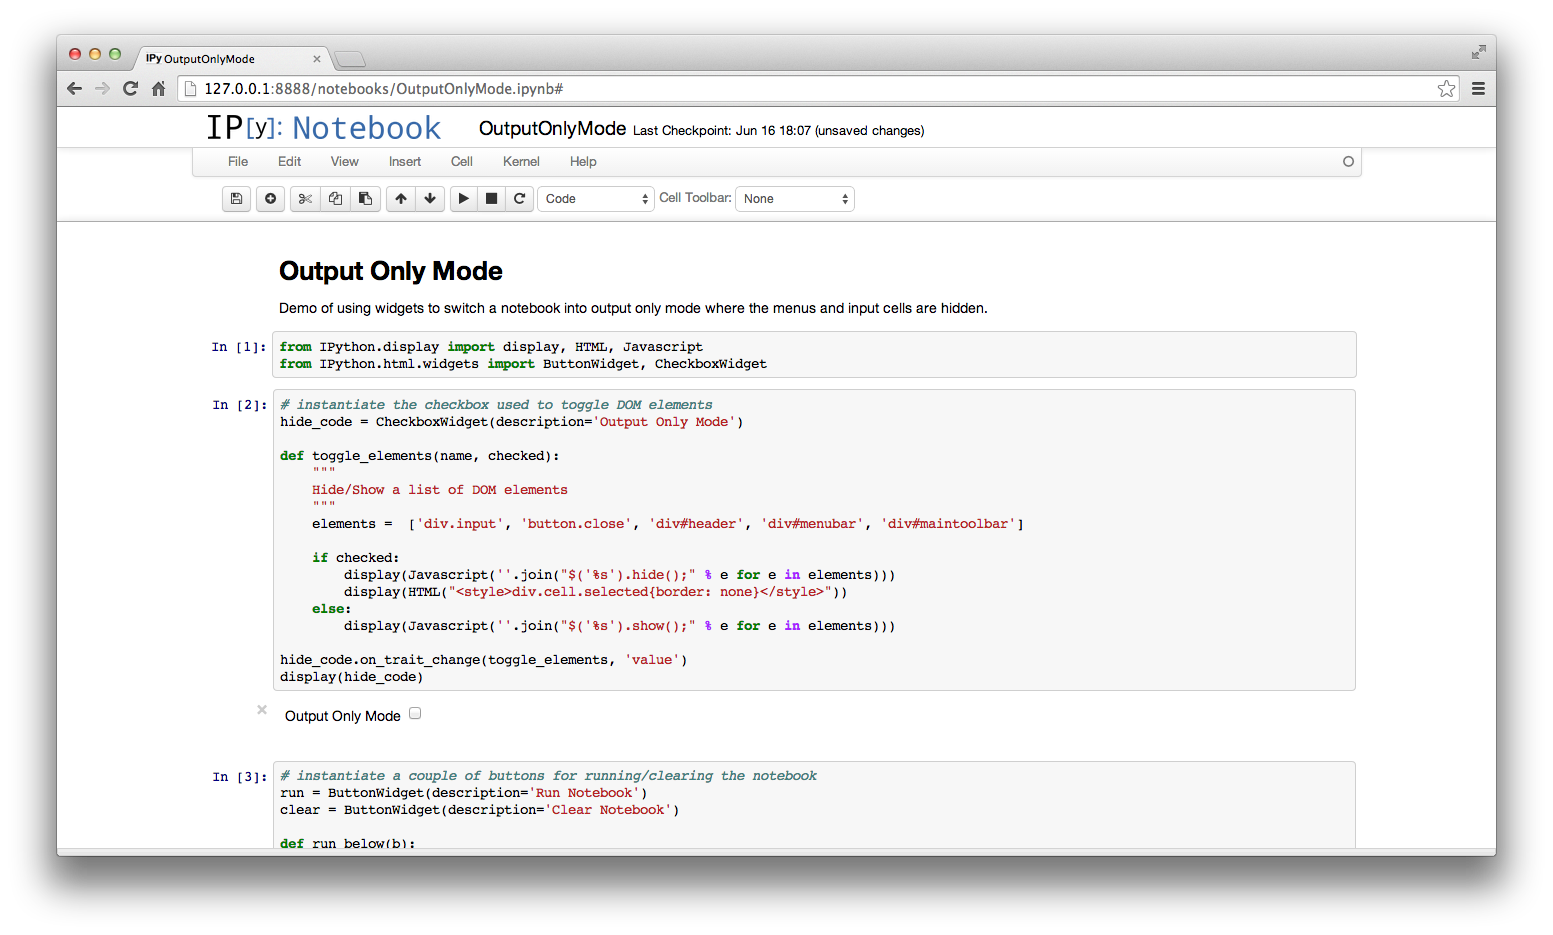 IPy OutputOnlyMode
127.0.0.1:8888/notebooks/OutputOnlyMode.ipynb#
IP[y]: Notebook OutputOnlyMode Last Checkpoint: Jun 16 18:07 (unsaved changes)
File Edit View Insert Cell Kernel Help
Code Cell Toolbar: None
Output Only Mode
Demo of using widgets to switch a notebook into output only mode where the menus and input cells are hidden.
In [1]: from IPython.display import display, HTML, Javascript
from IPython.html.widgets import ButtonWidget, CheckboxWidget
In [2]: # instantiate the checkbox used to toggle DOM elements
hide_code = CheckboxWidget(description='Output Only Mode')
def toggle_elements(name, checked):
"""
Hide/Show a list of DOM elements
"""
elements =  ['div.input', 'button.close', 'div#header', 'div#menubar', 'div#maintoolbar']
if checked:
display(Javascript(''.join("$('%s').hide();" % e for e in elements)))
display(HTML("<style>div.cell.selected{border: none}</style>"))
else:
display(Javascript(''.join("$('%s').show();" % e for e in elements)))
hide_code.on_trait_change(toggle_elements, 'value')
display(hide_code)
Output Only Mode
In [3]: # instantiate a couple of buttons for running/clearing the notebook
run = ButtonWidget(description='Run Notebook')
clear = ButtonWidget(description='Clear Notebook')
def run_below(b):